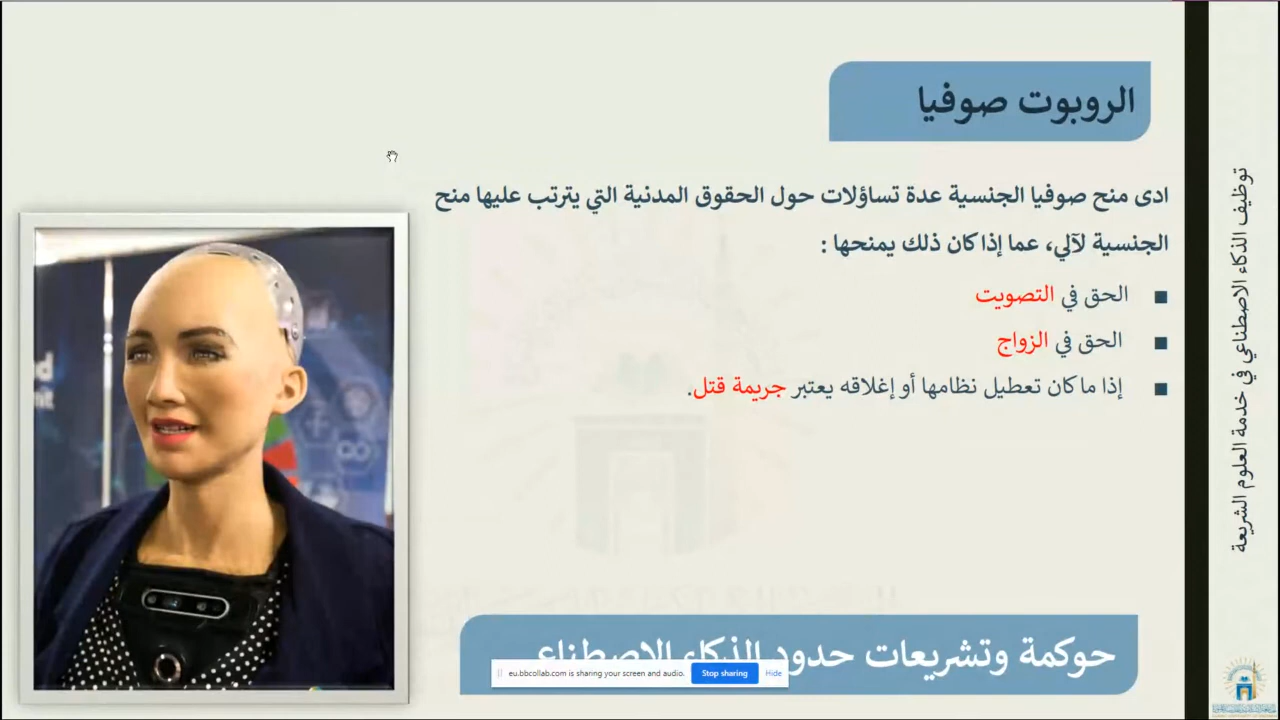 الروبوت صوفيا
ادى منح صوفيا الجنسية عدة تساؤلات حول الحقوق المدنية التي يترتب عليها منح
الجنسية لآلي، عما إذا كان ذلك يمنحها :
الحق في التصويت
الحق في الزواج
إذا ما كان تعطيل نظامها أو إغلاقه يعتبر جريمة قتل.
حوكمة وتشريعات حدود الذكاء الاصطناعي
eu.bbcollab.com is sharing your screen and audio.
Stop sharing
Hide
توظيف الذكاء الاصطناعي في خدمة العلوم الشريعة